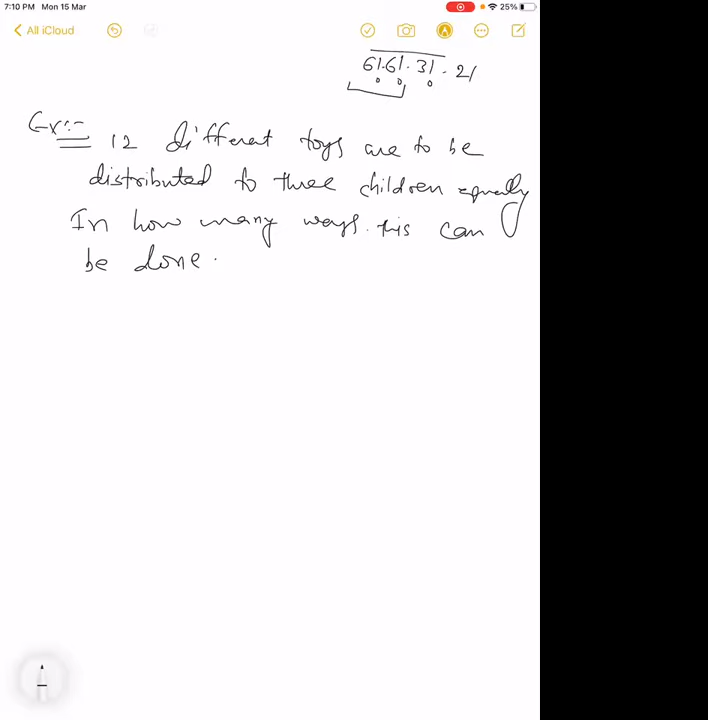 7:10 PM Mon 15 Mar
25%
All iCloud
6!.6!.3!.2!
Ex:-
12 different toys are to be
distributed to three children equally
In how many ways this can
be done.